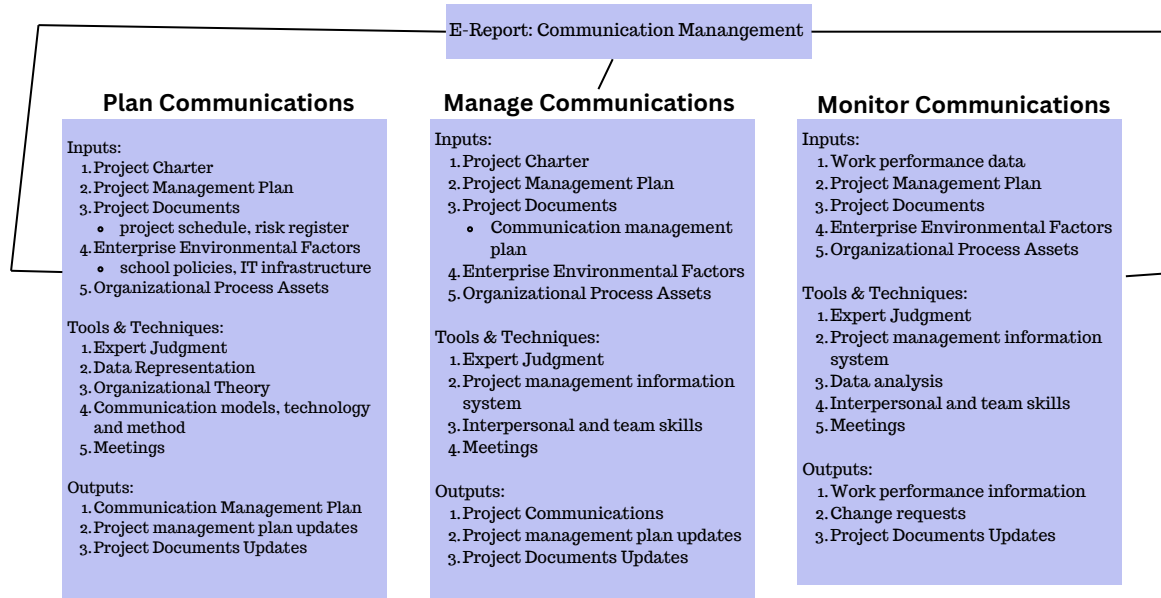 E-Report: Communication Manangement
Plan Communications
Inputs:
1. Project Charter
2. Project Management Plan
3. Project Documents
project schedule, risk register
4. Enterprise Environmental Factors
school policies, IT infrastructure
5. Organizational Process Assets
Tools & Techniques:
1. Expert Judgment
2. Data Representation
3. Organizational Theory
4. Communication models, technology
and method
5. Meetings
Outputs:
1. Communication Management Plan
2. Project management plan updates
3. Project Documents Updates
Manage Communications
Inputs:
1. Project Charter
2. Project Management Plan
3. Project Documents
Communication management
plan
4. Enterprise Environmental Factors
5. Organizational Process Assets
Tools & Techniques:
1. Expert Judgment
2. Project management information
system
3. Interpersonal and team skills
4. Meetings
Outputs:
1. Project Communications
2. Project management plan updates
3. Project Documents Updates
Monitor Communications
Inputs:
1. Work performance data
2. Project Management Plan
3. Project Documents
4. Enterprise Environmental Factors
5. Organizational Process Assets
Tools & Techniques:
1. Expert Judgment
2. Project management information
system
3. Data analysis
4. Interpersonal and team skills
5. Meetings
Outputs:
1. Work performance information
2. Change requests
3. Project Documents Updates